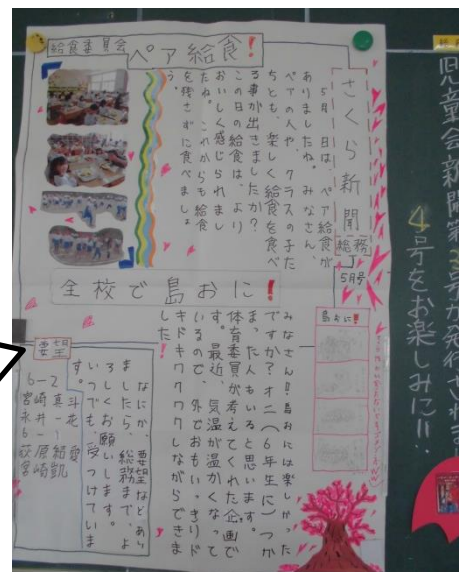 さくら新聞
総務
5月号
給食委員会
ペア給食!
5月 日は、ペア給食が
ありましたね。みなさん、
ペアの人や、クラスの子た
ちとも、楽しく給食を食べ
る事が出きましたか?
この日の給食は、より
おいしく感じられまし
たね。これからも給食
を残さずに食べましょ
う。
全校で島おに!
島おに!
みなさん!!島おには楽しかった
ですか?オニ(6年生に)つか
また人もいると思います。
体育委員が考えてくれた企画で
す。最近、気温が温かくなって
いるので、外でおもいっきりド
キドキワクワクしながらできま
した!
要望
なにか、要望などあり
ましたら、総務まで、よ
ろしくお願いします。
いつでも、受つけていま
す。
6-2
宮崎真斗
永井一花
6-1
萩原結愛
宮崎凱
児童会新聞第3号が発行されま
4号をお楽しみに!!